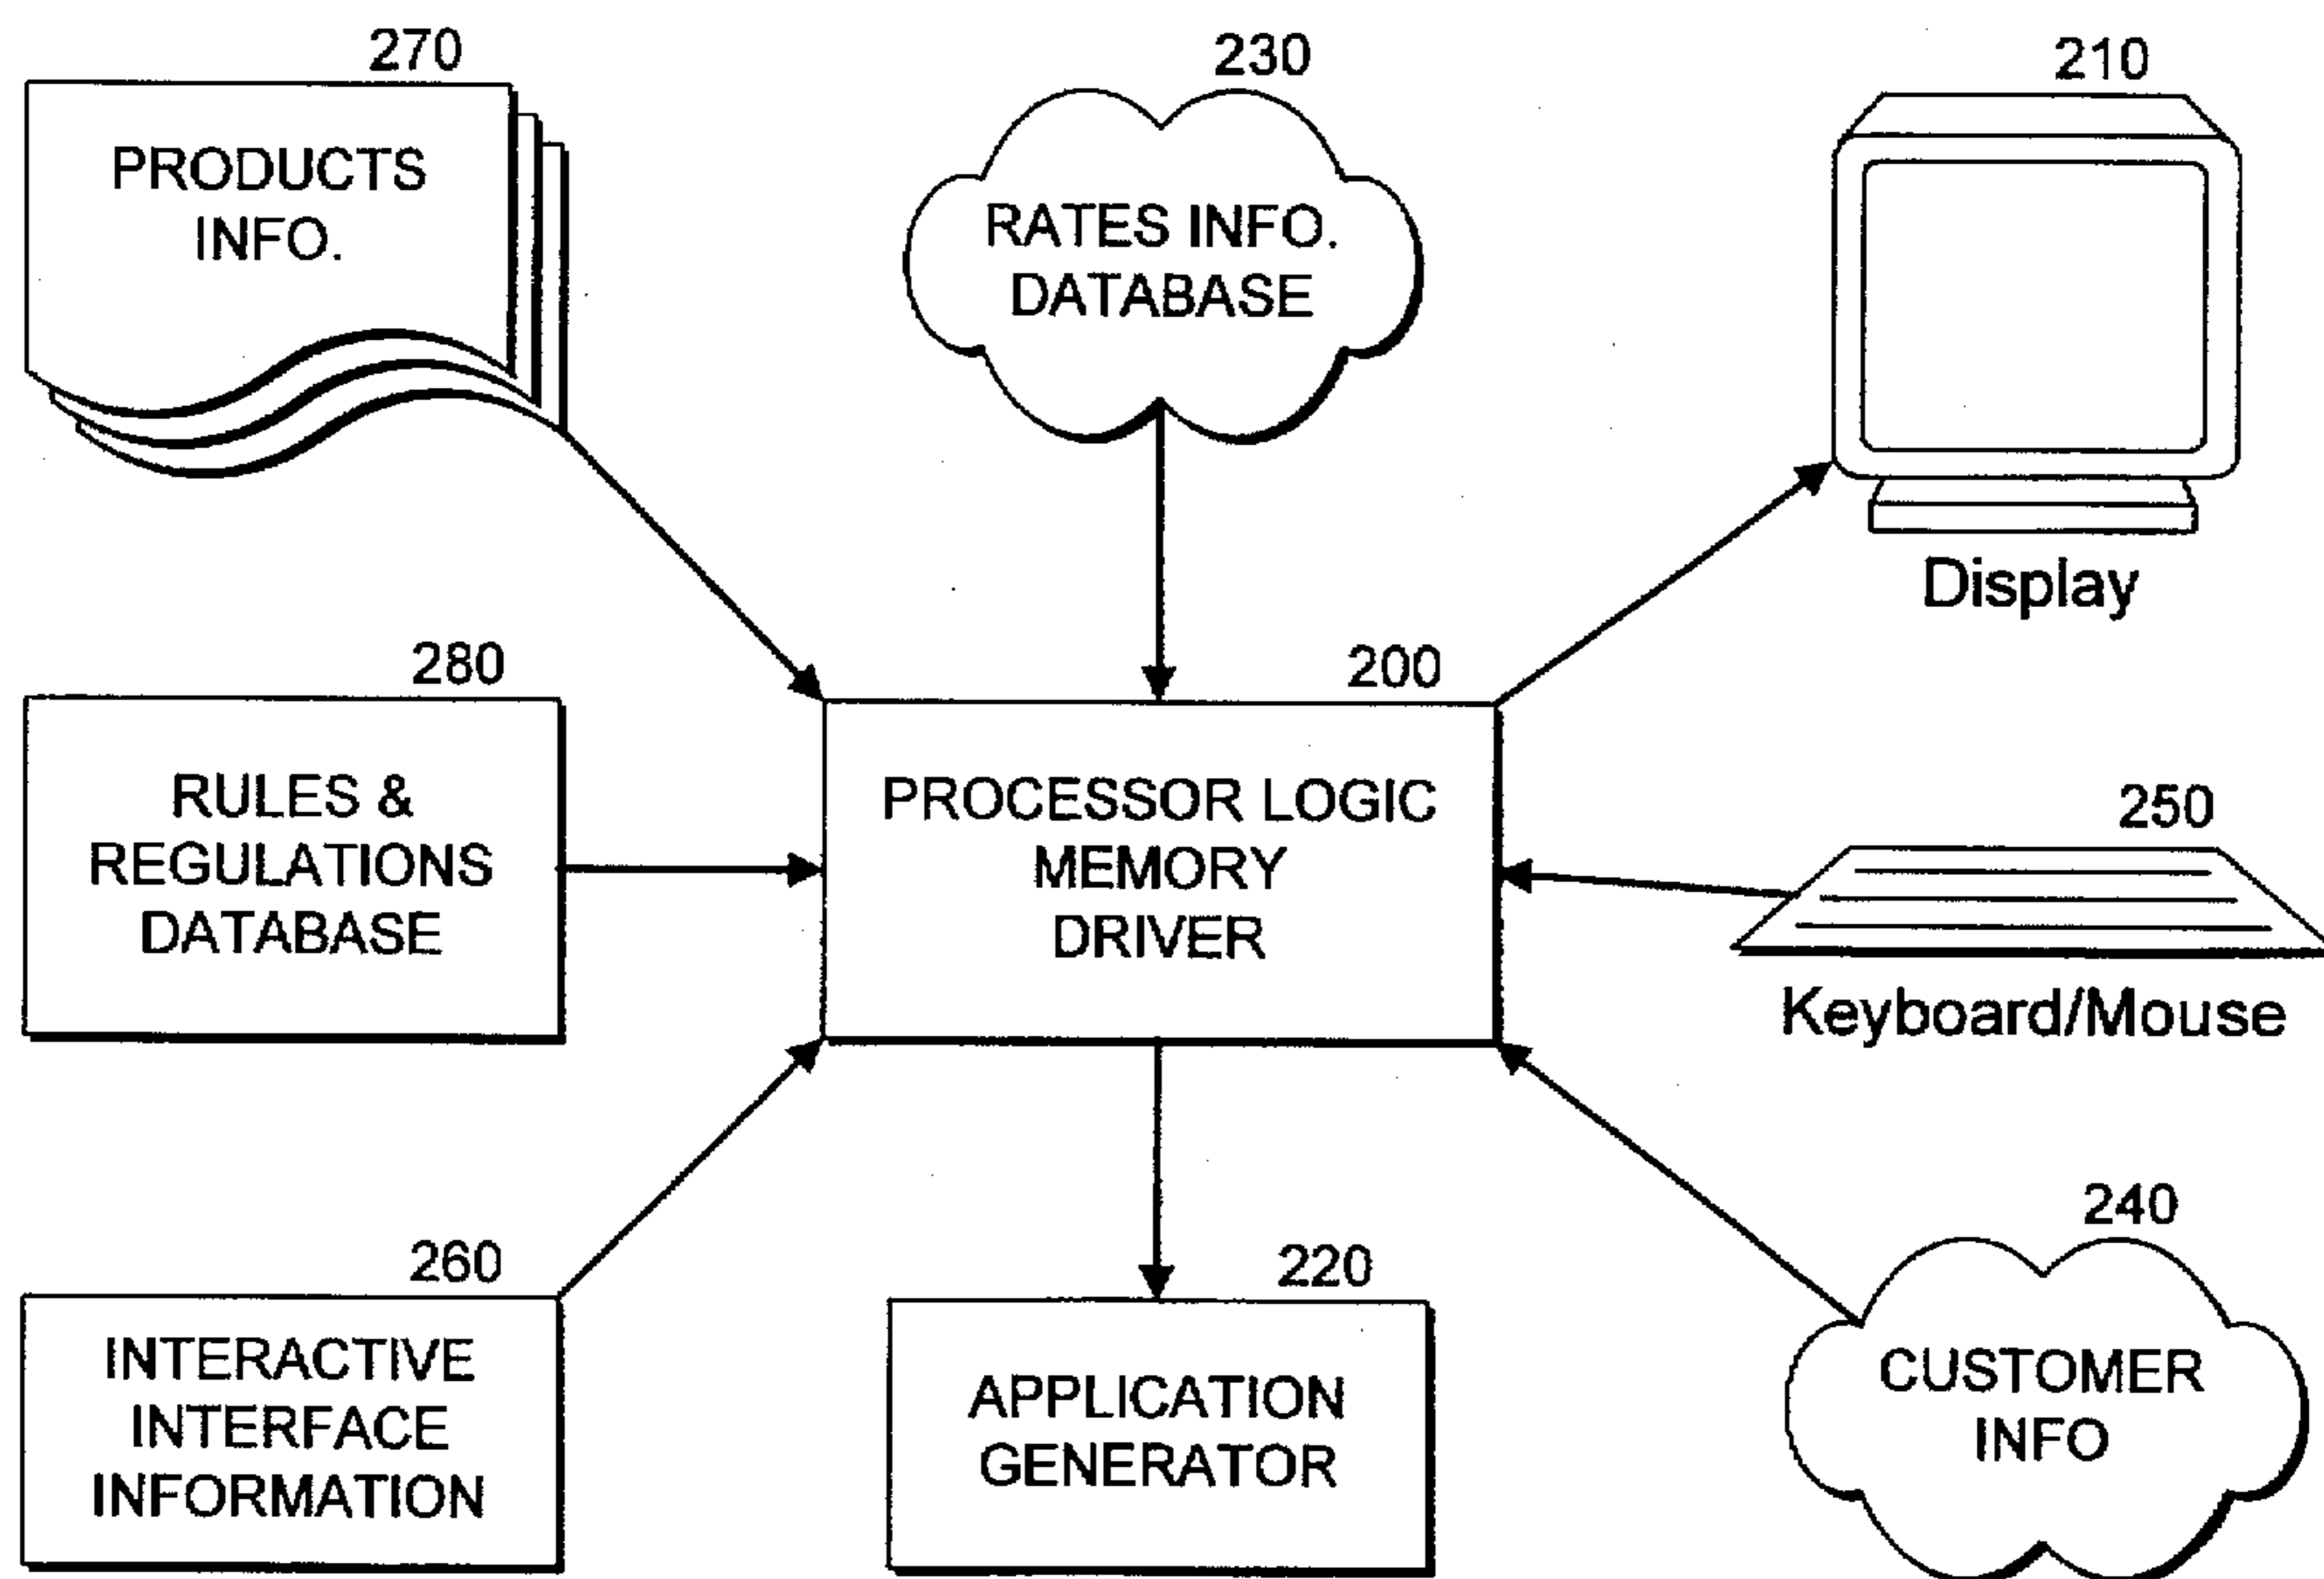 270
PRODUCTS
INFO.
230
RATES INFO.
DATABASE
210
Display
280
RULES &
REGULATIONS
DATABASE
200
PROCESSOR LOGIC
MEMORY
DRIVER
250
Keyboard/Mouse
260
INTERACTIVE
INTERFACE
INFORMATION
220
APPLICATION
GENERATOR
240
CUSTOMER
INFO